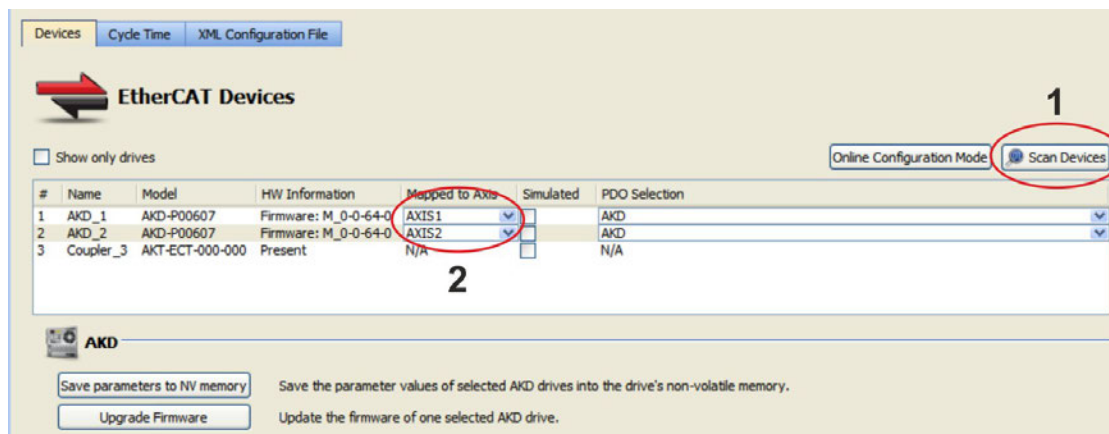 Devices Cycle Time XML Configuration File
EtherCAT Devices
1
Show only drives Online Configuration Mode Scan Devices
# Name Model HW Information Mapped to Axis Simulated PDO Selection
1 AKD_1 AKD-P00607 Firmware: M_0-0-64-0 AXIS1 AKD
2 AKD_2 AKD-P00607 Firmware: M_0-0-64-0 AXIS2 AKD
3 Coupler_3 AKT-ECT-000-000 Present N/A N/A
2
AKD
Save parameters to NV memory Save the parameter values of selected AKD drives into the drive's non-volatile memory.
Upgrade Firmware Update the firmware of one selected AKD drive.